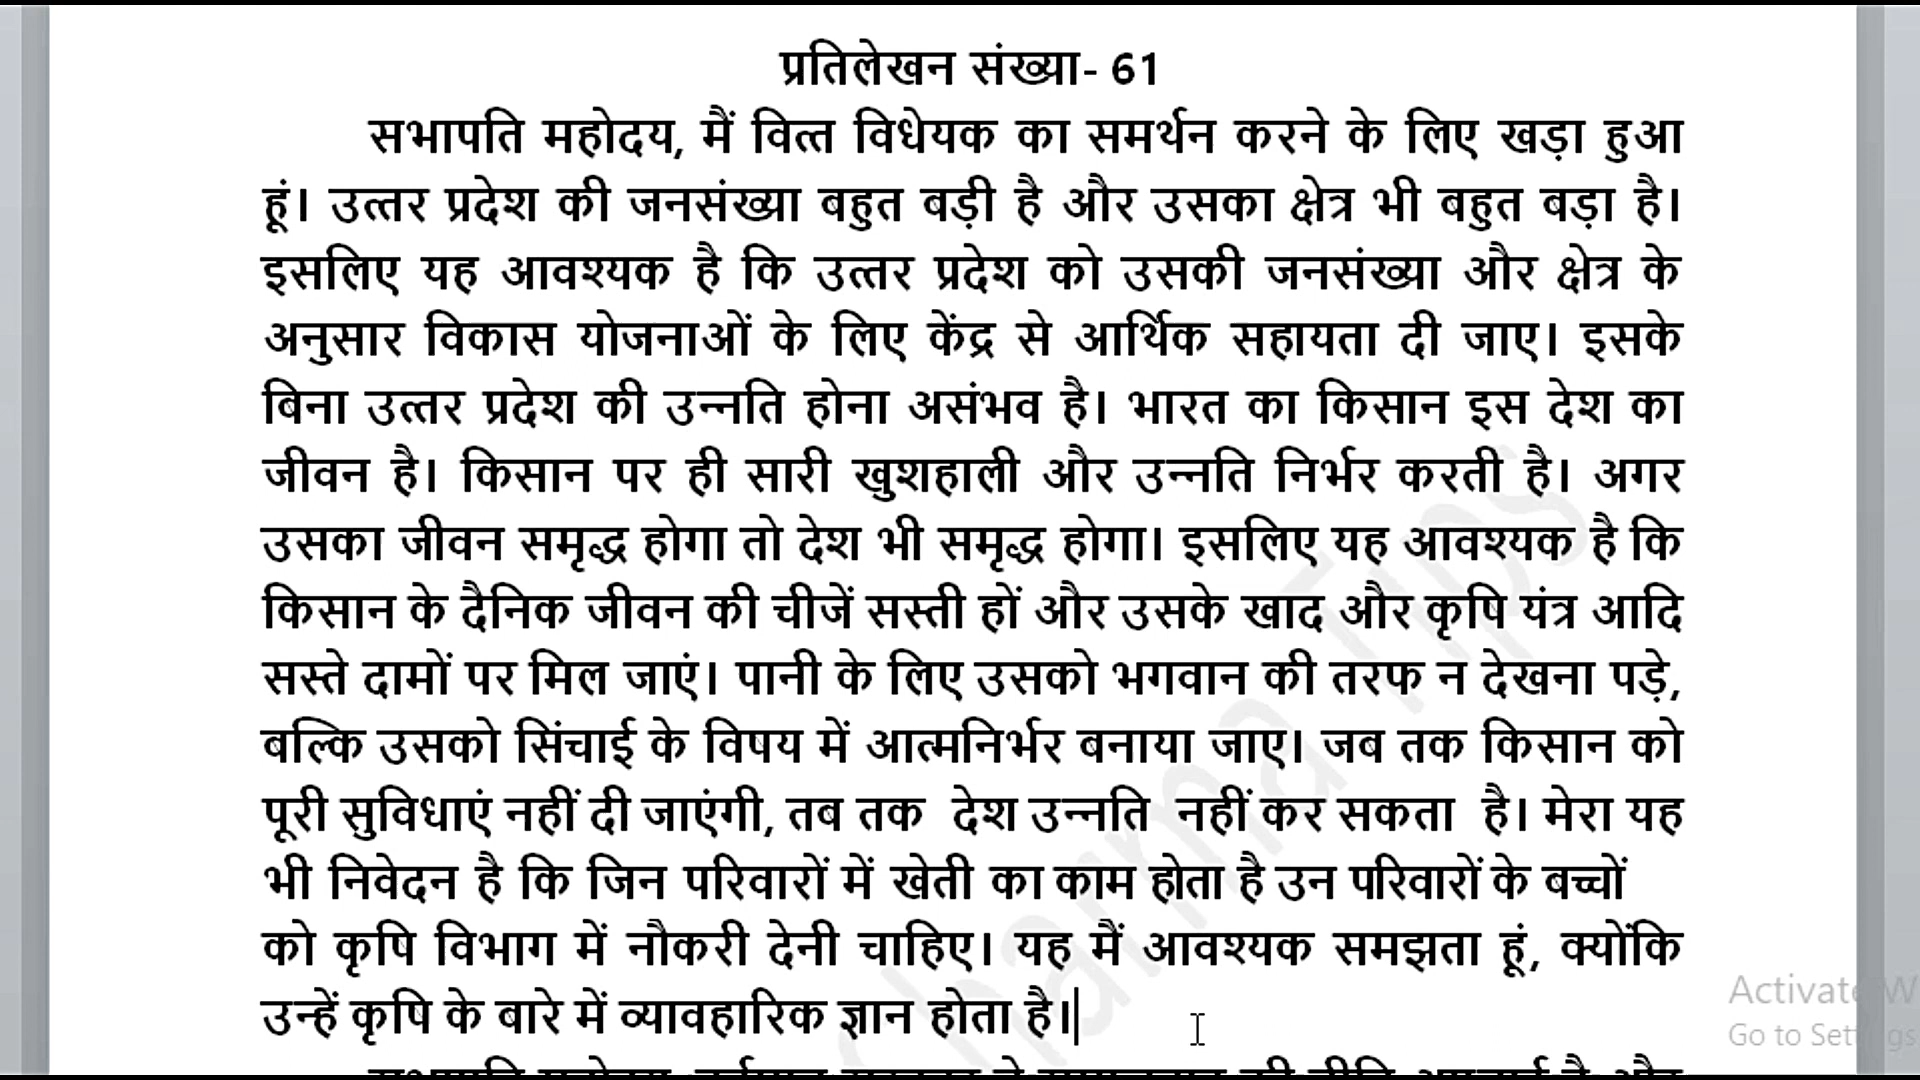 प्रतिलेखन संख्या- 61
सभापति महोदय, मैं वित्त विधेयक का समर्थन करने के लिए खड़ा हुआ
हूं। उत्तर प्रदेश की जनसंख्या बहुत बड़ी है और उसका क्षेत्र भी बहुत बड़ा है।
इसलिए यह आवश्यक है कि उत्तर प्रदेश को उसकी जनसंख्या और क्षेत्र के
अनुसार विकास योजनाओं के लिए केंद्र से आर्थिक सहायता दी जाए। इसके
बिना उत्तर प्रदेश की उन्नति होना असंभव है। भारत का किसान इस देश का
जीवन है। किसान पर ही सारी खुशहाली और उन्नति निर्भर करती है। अगर
उसका जीवन समृद्ध होगा तो देश भी समृद्ध होगा। इसलिए यह आवश्यक है कि
किसान के दैनिक जीवन की चीजें सस्ती हों और उसके खाद और कृषि यंत्र आदि
सस्ते दामों पर मिल जाएं। पानी के लिए उसको भगवान की तरफ न देखना पड़े,
बल्कि उसको सिंचाई के विषय में आत्मनिर्भर बनाया जाए। जब तक किसान को
पूरी सुविधाएं नहीं दी जाएंगी, तब तक देश उन्नति नहीं कर सकता है। मेरा यह
भी निवेदन है कि जिन परिवारों में खेती का काम होता है उन परिवारों के बच्चों
को कृषि विभाग में नौकरी देनी चाहिए। यह मैं आवश्यक समझता हूं, क्योंकि
उन्हें कृषि के बारे में व्यावहारिक ज्ञान होता है।
Activate W
Go to Settings